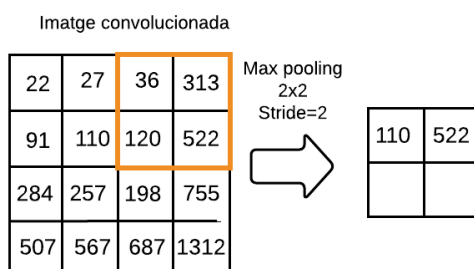 Imatge convolucionada
22 27 36 313
91 110 120 522
284 257 198 755
507 567 687 1312
Max pooling
2x2
Stride=2
110 522